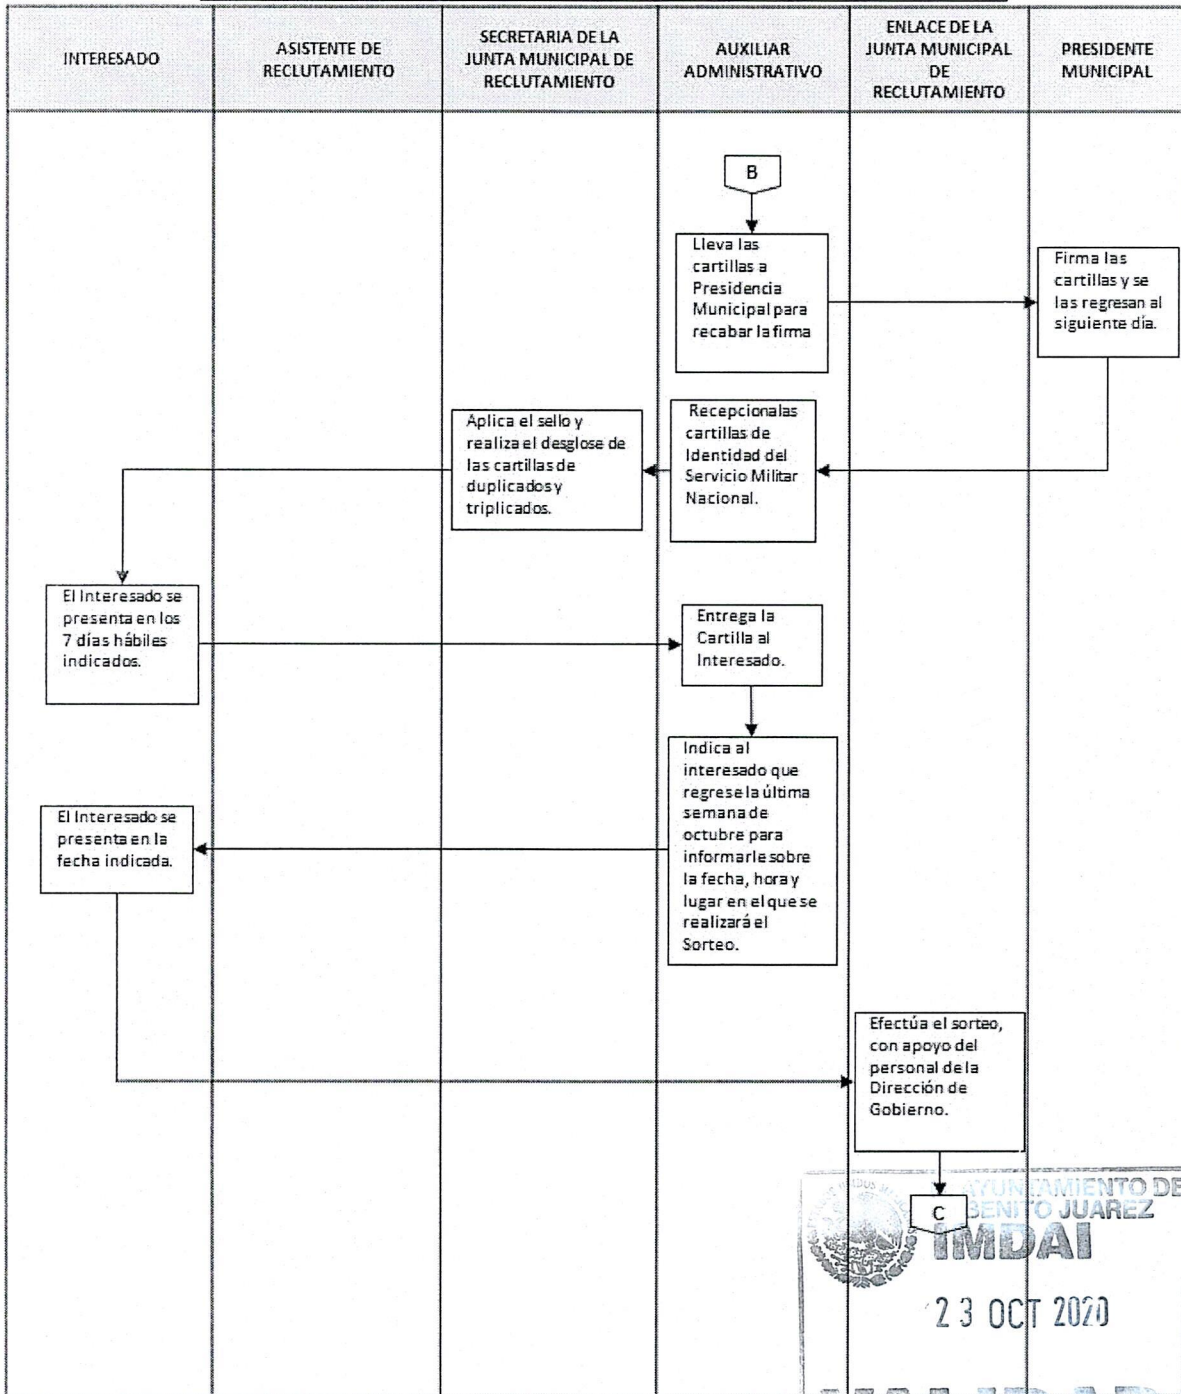 INTERESADO
ASISTENTE DE
RECLUTAMIENTO
SECRETARIA DE LA
JUNTA MUNICIPAL DE
RECLUTAMIENTO
AUXILIAR
ADMINISTRATIVO
ENLACE DE LA
JUNTA MUNICIPAL
DE
RECLUTAMIENTO
PRESIDENTE
MUNICIPAL
B
Lleva las
cartillas a
Presidencia
Municipal para
recabar la firma
Firma las
cartillas y se
las regresan al
siguiente día.
Recepciona las
cartillas de
Identidad del
Servicio Militar
Nacional.
Aplica el sello y
realiza el desglose de
las cartillas de
duplicados y
triplicados.
El Interesado se
presenta en los
7 días hábiles
indicados.
Entrega la
Cartilla al
Interesado.
Indica al
interesado que
regrese la última
semana de
octubre para
informarle sobre
la fecha, hora y
lugar en el que se
realizará el
Sorteo.
El Interesado se
presenta en la
fecha indicada.
Efectúa el sorteo,
con apoyo del
personal de la
Dirección de
Gobierno.
C
AYUNTAMIENTO DE
BENITO JUAREZ
IMDAI
23 OCT 2020